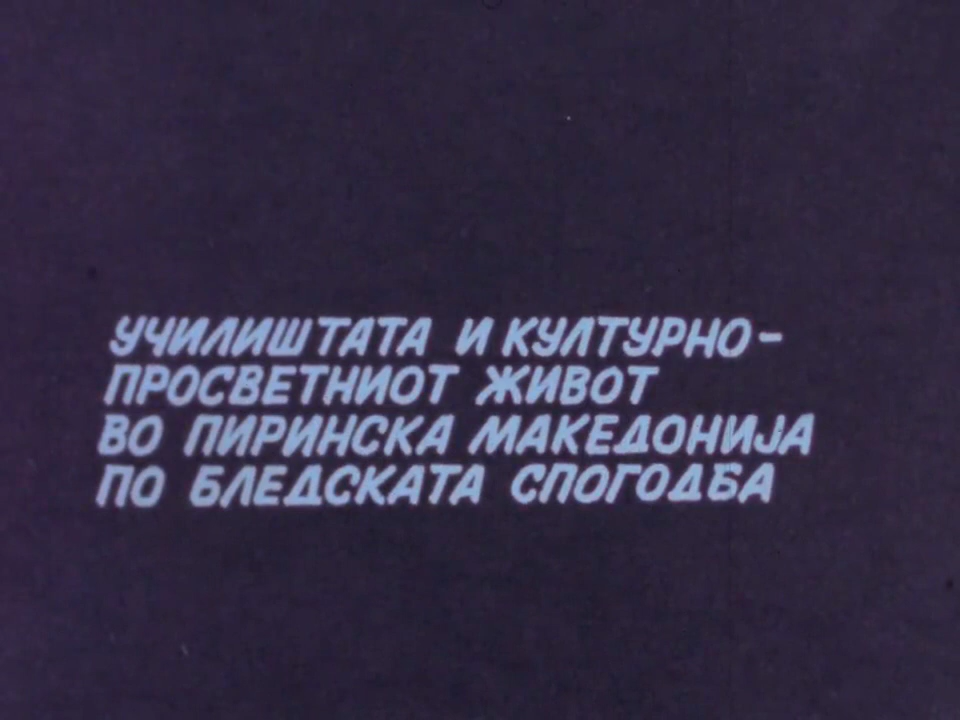 УЧИЛИШТАТА И КУЛТУРНО-
ПРОСВЕТНИОТ ЖИВОТ
ВО ПИРИНСКА МАКЕДОНИЈА
ПО БЛЕДСКАТА СПОГОДБА